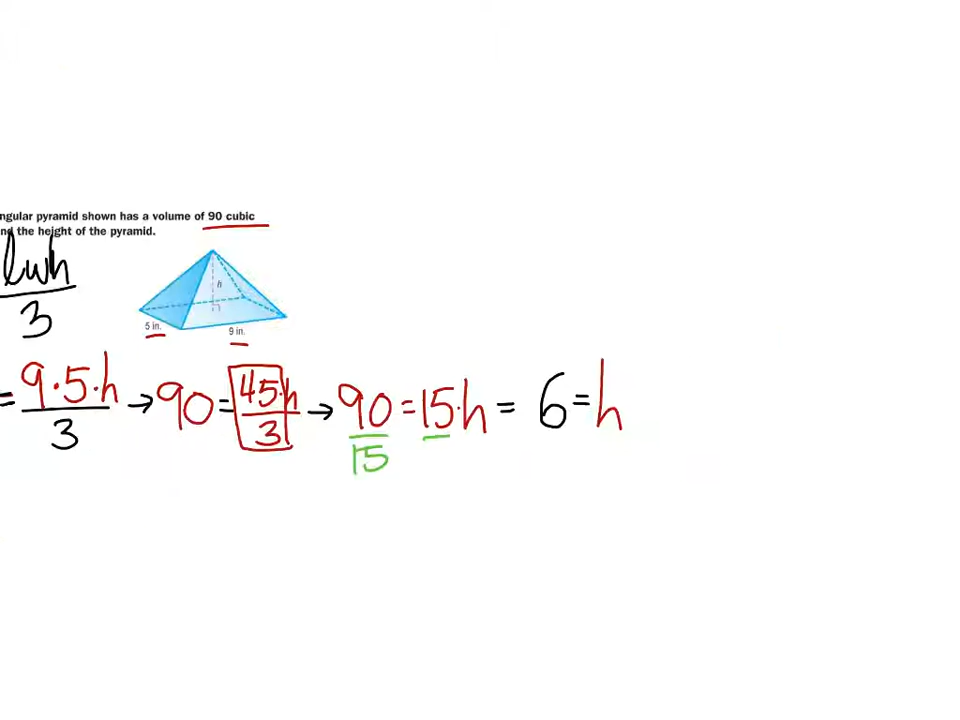 ngular pyramid shown has a volume of 90 cubic
nd the height of the pyramid.
lwh
3
h
5 in.
9 in.
= 9·5·h / 3 → 90 = 45·h / 3 → 90 / 15 = 15·h = 6 = h